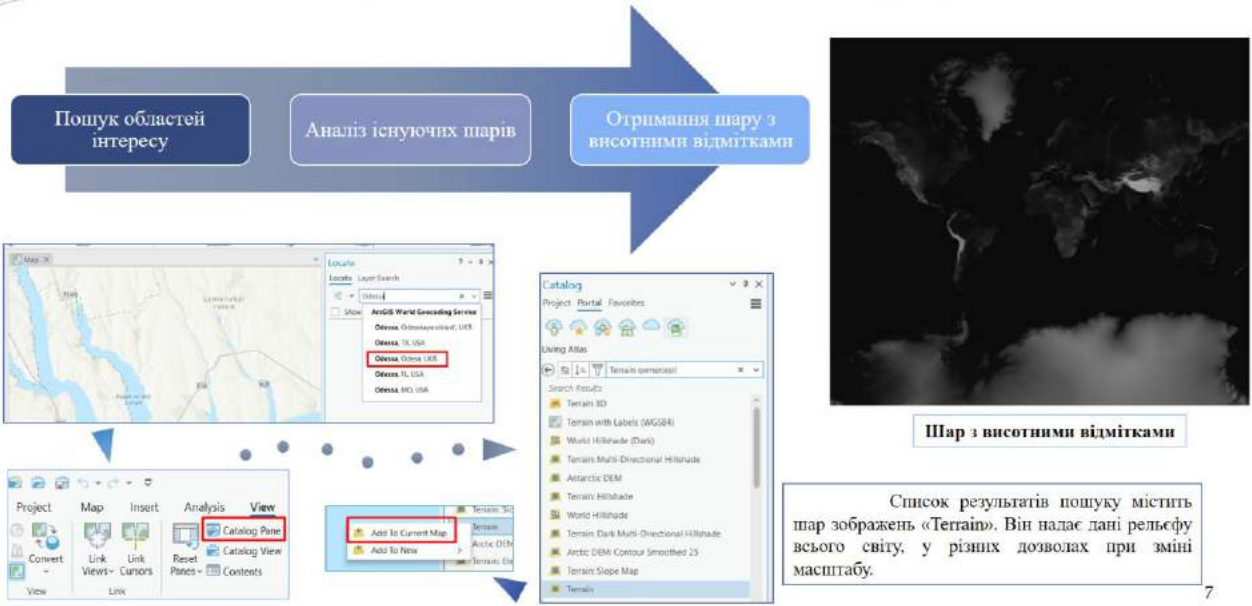 Пошук областей
інтересу
Аналіз існуючих шарів
Отримання шару з
висотними відмітками
Map
Locate
Locate Layer Search
Odessa
Show
ArcGIS World Geocoding Service
Odessa, TX, USA
Odessa, Odesa, UKR
Odessa, FL, USA
Odessa, MO, USA
Project Map Insert Analysis View
Convert
Link
Views
Link
Cursors
Reset
Panes
Catalog Pane
Catalog View
Contents
View
Link
Add To Current Map
Add To New
Terrain
Arctic DEM
Catalog
Project Portal Favorites
Living Atlas
Search Results
Terrain 3D
Terrain with Labels (WGS84)
World Hillshade (Dark)
Terrain: Multi-Directional Hillshade
Antarctic DEM
Terrain: Hillshade
World Hillshade
Terrain: Dark Multi-Directional Hillshade
Arctic DEM: Contour Smoothed 25
Terrain: Slope Map
Terrain
Шар з висотними відмітками
Список результатів пошуку містить
шар зображень «Terrain». Він надає дані рельєфу
всього світу, у різних дозволах при зміні
масштабу.
7